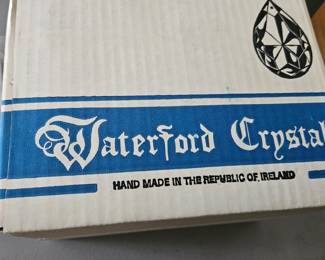 Waterford Crystal
HAND MADE IN THE REPUBLIC OF, IRELAND